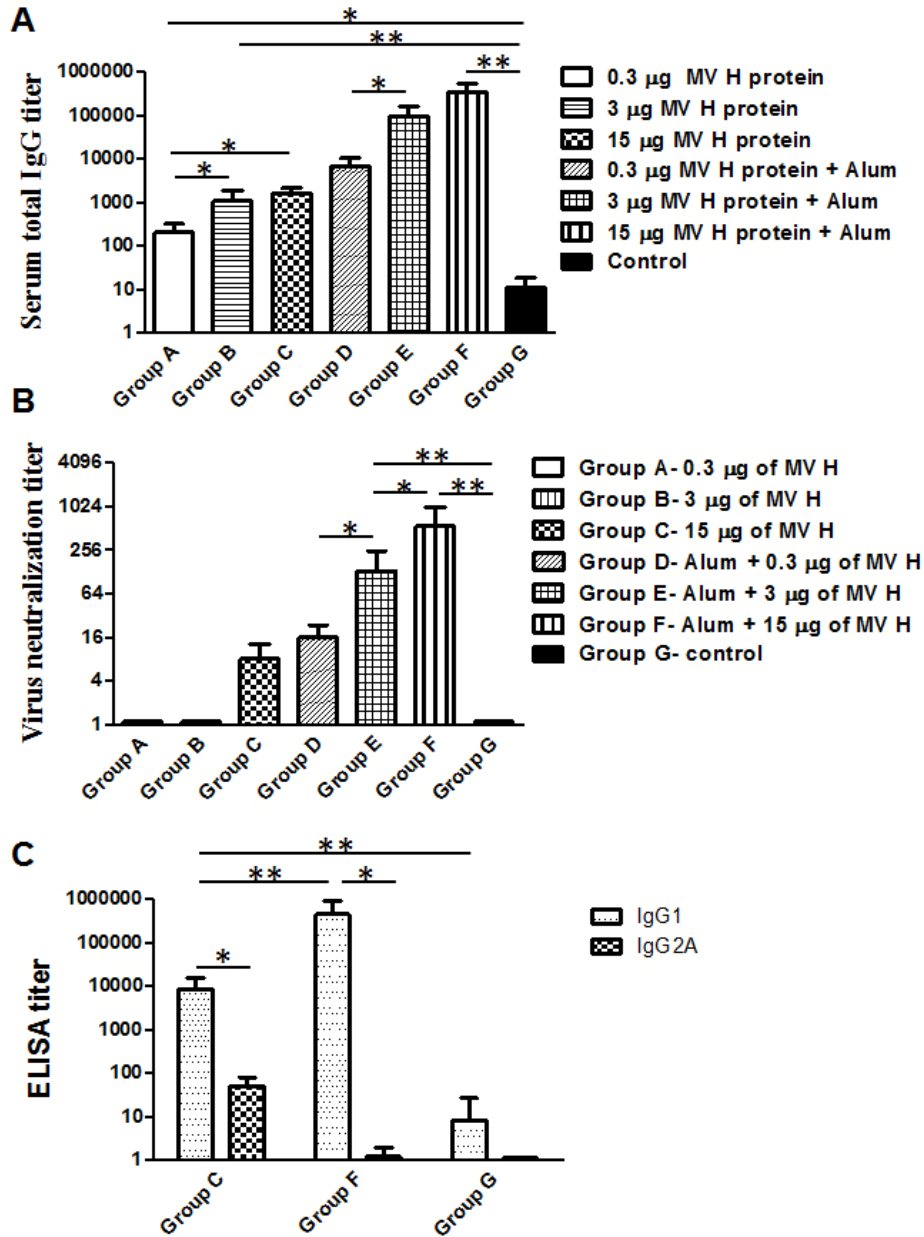 A
*
**
**
*
*
*
Serum total IgG titer
1000000
100000
10000
1000
100
10
1
Group A
Group B
Group C
Group D
Group E
Group F
Group G
0.3 µg MV H protein
3 µg MV H protein
15 µg MV H protein
0.3 µg MV H protein + Alum
3 µg MV H protein + Alum
15 µg MV H protein + Alum
Control
B
**
*
**
*
Virus neutralization titer
4096
1024
256
64
16
4
1
Group A
Group B
Group C
Group D
Group E
Group F
Group G
Group A- 0.3 µg of MV H
Group B- 3 µg of MV H
Group C- 15 µg of MV H
Group D- Alum + 0.3 µg of MV H
Group E- Alum + 3 µg of MV H
Group F- Alum + 15 µg of MV H
Group G- control
C
**
**
*
*
ELISA titer
1000000
100000
10000
1000
100
10
1
Group C
Group F
Group G
IgG1
IgG2A